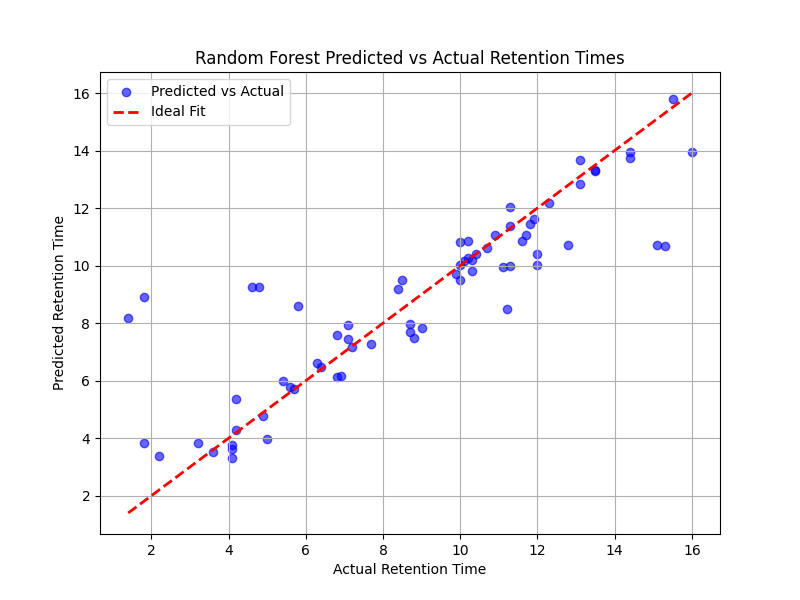 Random Forest Predicted vs Actual Retention Times
Predicted vs Actual
Ideal Fit
Predicted Retention Time
16
14
12
10
8
6
4
2
2 4 6 8 10 12 14 16
Actual Retention Time